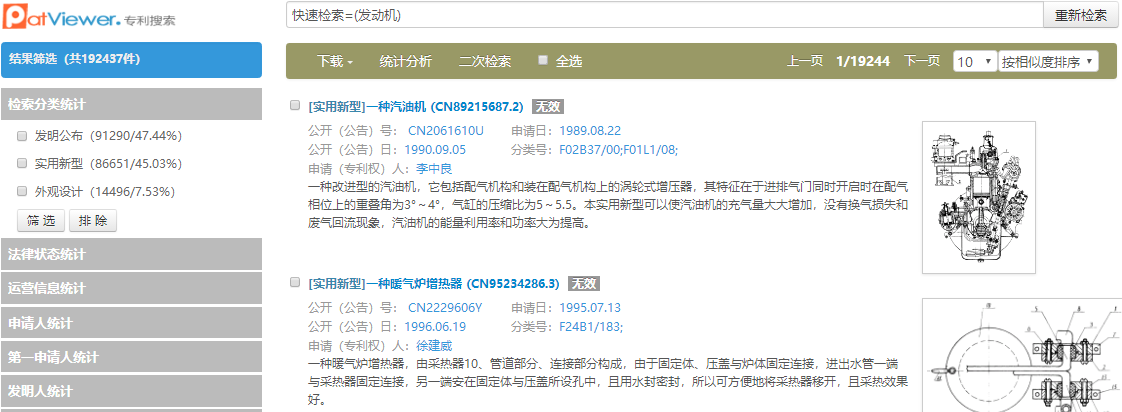 PatViewer. 专利搜索
快速检索=(发动机)
重新检索
结果筛选 (共192437件)
下载 统计分析 二次检索 全选 上一页 1/19244 下一页 10 按相似度排序
检索分类统计
发明公布（91290/47.44%）
实用新型（86651/45.03%）
外观设计（14496/7.53%）
筛 选 排 除
法律状态统计
运营信息统计
申请人统计
第一申请人统计
发明人统计
[实用新型]一种汽油机 (CN89215687.2) 无效
公开（公告）号： CN2061610U 申请日： 1989.08.22
公开（公告）日： 1990.09.05 分类号： F02B37/00;F01L1/08;
申请（专利权）人： 李中良
一种改进型的汽油机，它包括配气机构和装在配气机构上的涡轮式增压器，其特征在于进排气门同时开启时在配气
相位上的重叠角为3°～4°，气缸的压缩比为5～5.5。本实用新型可以使汽油机的充气量大大增加，没有换气损失和
废气回流现象，汽油机的能量利用率和功率大为提高。
[实用新型]一种暖气炉增热器 (CN95234286.3) 无效
公开（公告）号： CN2229606Y 申请日： 1995.07.13
公开（公告）日： 1996.06.19 分类号： F24B1/183;
申请（专利权）人： 徐建威
一种暖气炉增热器，由采热器10、管道部分、连接部分构成，由于固定体、压盖与炉体固定连接，进出水管一端
与采热器固定连接，另一端安在固定体与压盖所设孔中，且用水封密封，所以可方便地将采热器移开，且采热效果
好。